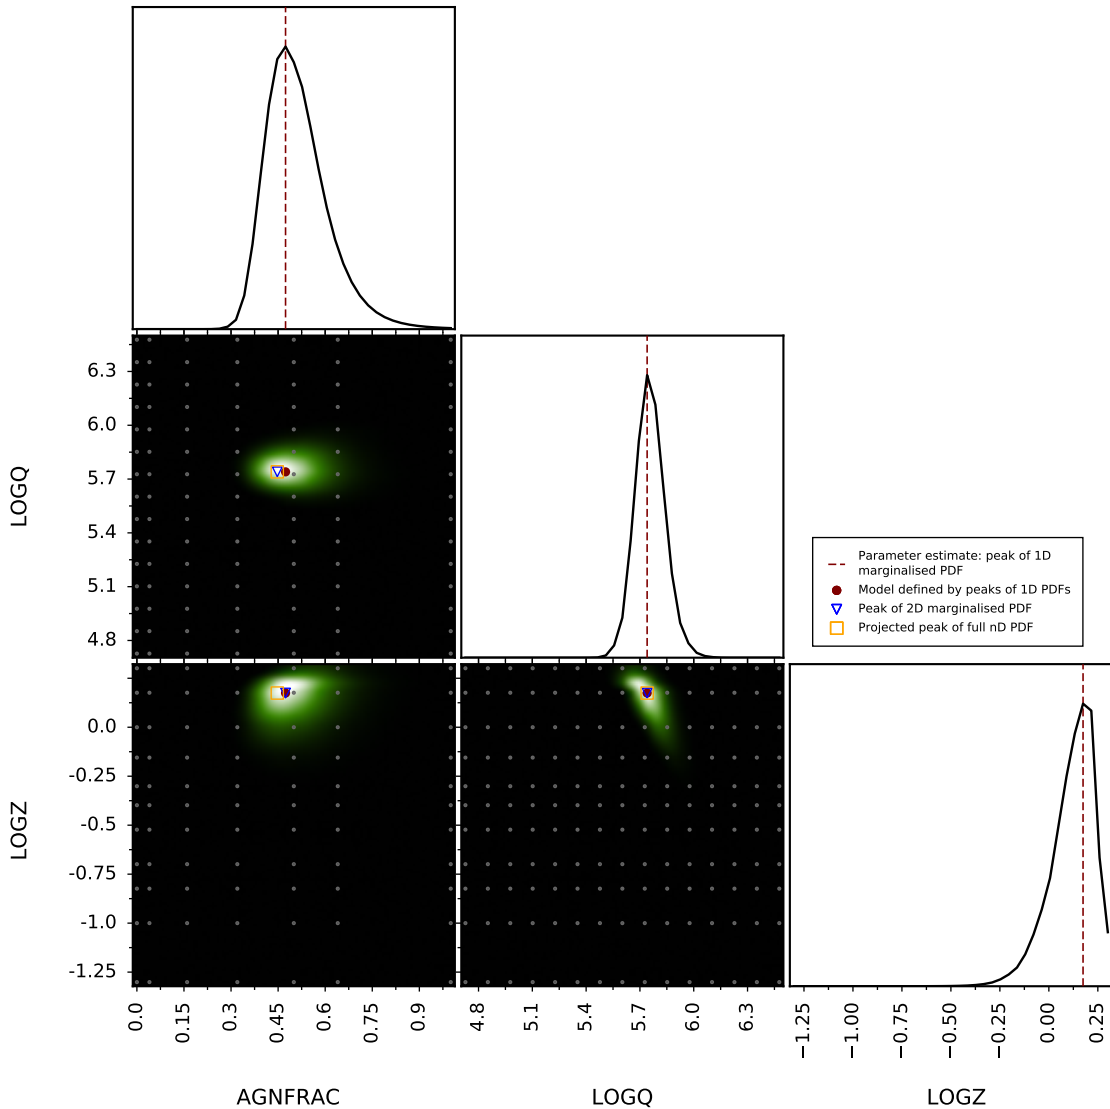 LOGQ
6.3
6.0
5.7
5.4
5.1
4.8
Parameter estimate: peak of 1D
marginalised PDF
Model defined by peaks of 1D PDFs
Peak of 2D marginalised PDF
Projected peak of full nD PDF
LOGZ
0.0
-0.25
-0.5
-0.75
-1.0
-1.25
0.0 0.15 0.3 0.45 0.6 0.75 0.9
4.8 5.1 5.4 5.7 6.0 6.3
−1.25 −1.00 −0.75 −0.50 −0.25 0.00 0.25
AGNFRAC LOGQ LOGZ